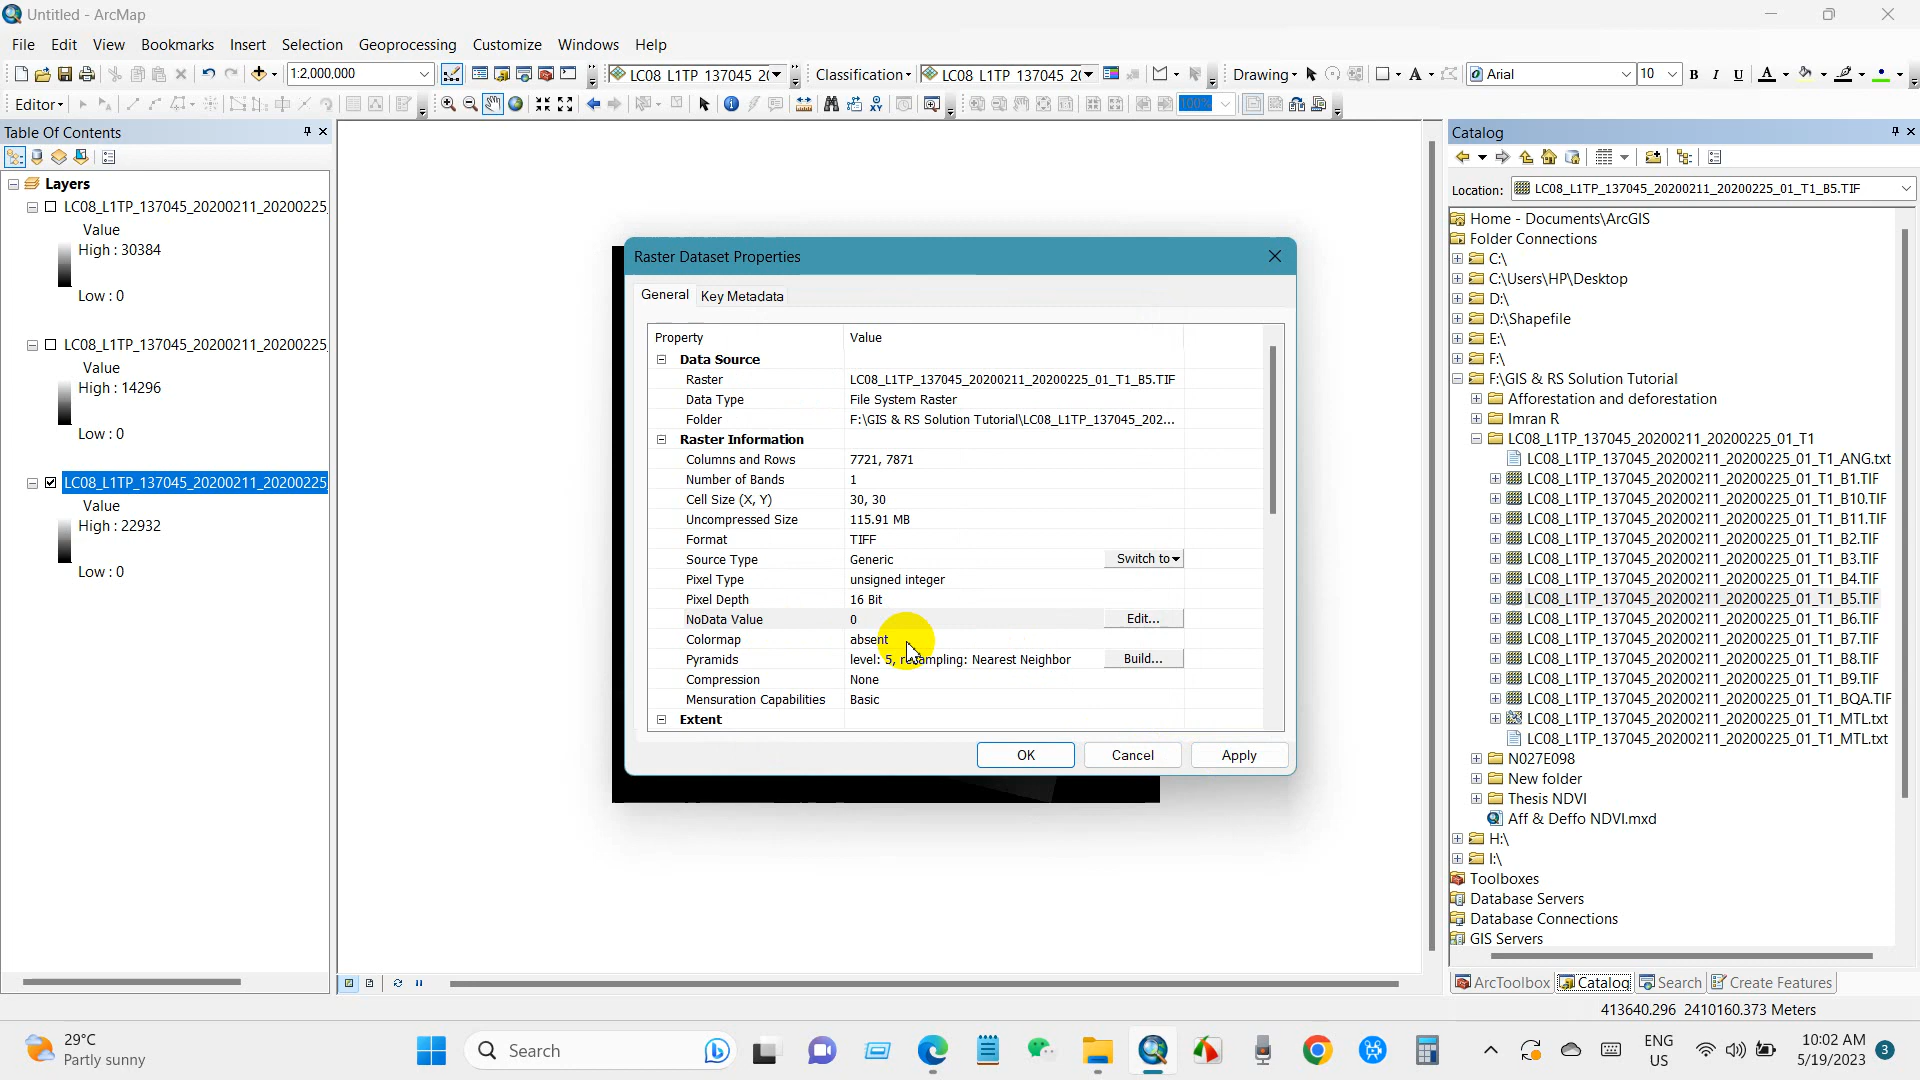 Untitled - ArcMap
File Edit View Bookmarks Insert Selection Geoprocessing Customize Windows Help
1:2,000,000 LC08 L1TP 137045 20 Classification LC08 L1TP 137045 20 Drawing A Arial 10 B I U A
Editor 100%
Table Of Contents
Layers
LC08_L1TP_137045_20200211_20200225
Value
High : 30384
Low : 0
LC08_L1TP_137045_20200211_20200225
Value
High : 14296
Low : 0
LC08_L1TP_137045_20200211_20200225
Value
High : 22932
Low : 0
Raster Dataset Properties
General Key Metadata
Property Value
Data Source
Raster LC08_L1TP_137045_20200211_20200225_01_T1_B5.TIF
Data Type File System Raster
Folder F:\GIS & RS Solution Tutorial\LC08_L1TP_137045_202...
Raster Information
Columns and Rows 7721, 7871
Number of Bands 1
Cell Size (X, Y) 30, 30
Uncompressed Size 115.91 MB
Format TIFF
Source Type Generic Switch to
Pixel Type unsigned integer
Pixel Depth 16 Bit
NoData Value 0 Edit...
Colormap absent
Pyramids level: 5, resampling: Nearest Neighbor Build...
Compression None
Mensuration Capabilities Basic
Extent
OK Cancel Apply
Catalog
Location: LC08_L1TP_137045_20200211_20200225_01_T1_B5.TIF
Home - Documents\ArcGIS
Folder Connections
C:\
C:\Users\HP\Desktop
D:\
D:\Shapefile
E:\
F:\
F:\GIS & RS Solution Tutorial
Afforestation and deforestation
Imran R
LC08_L1TP_137045_20200211_20200225_01_T1
LC08_L1TP_137045_20200211_20200225_01_T1_ANG.txt
LC08_L1TP_137045_20200211_20200225_01_T1_B1.TIF
LC08_L1TP_137045_20200211_20200225_01_T1_B10.TIF
LC08_L1TP_137045_20200211_20200225_01_T1_B11.TIF
LC08_L1TP_137045_20200211_20200225_01_T1_B2.TIF
LC08_L1TP_137045_20200211_20200225_01_T1_B3.TIF
LC08_L1TP_137045_20200211_20200225_01_T1_B4.TIF
LC08_L1TP_137045_20200211_20200225_01_T1_B5.TIF
LC08_L1TP_137045_20200211_20200225_01_T1_B6.TIF
LC08_L1TP_137045_20200211_20200225_01_T1_B7.TIF
LC08_L1TP_137045_20200211_20200225_01_T1_B8.TIF
LC08_L1TP_137045_20200211_20200225_01_T1_B9.TIF
LC08_L1TP_137045_20200211_20200225_01_T1_BQA.TIF
LC08_L1TP_137045_20200211_20200225_01_T1_MTL.txt
LC08_L1TP_137045_20200211_20200225_01_T1_MTL.txt
N027E098
New folder
Thesis NDVI
Aff & Deffo NDVI.mxd
H:\
I:\
Toolboxes
Database Servers
Database Connections
GIS Servers
ArcToolbox Catalog Search Create Features
413640.296 2410160.373 Meters
29°C
Partly sunny
Search
ENG
US
10:02 AM
5/19/2023
3